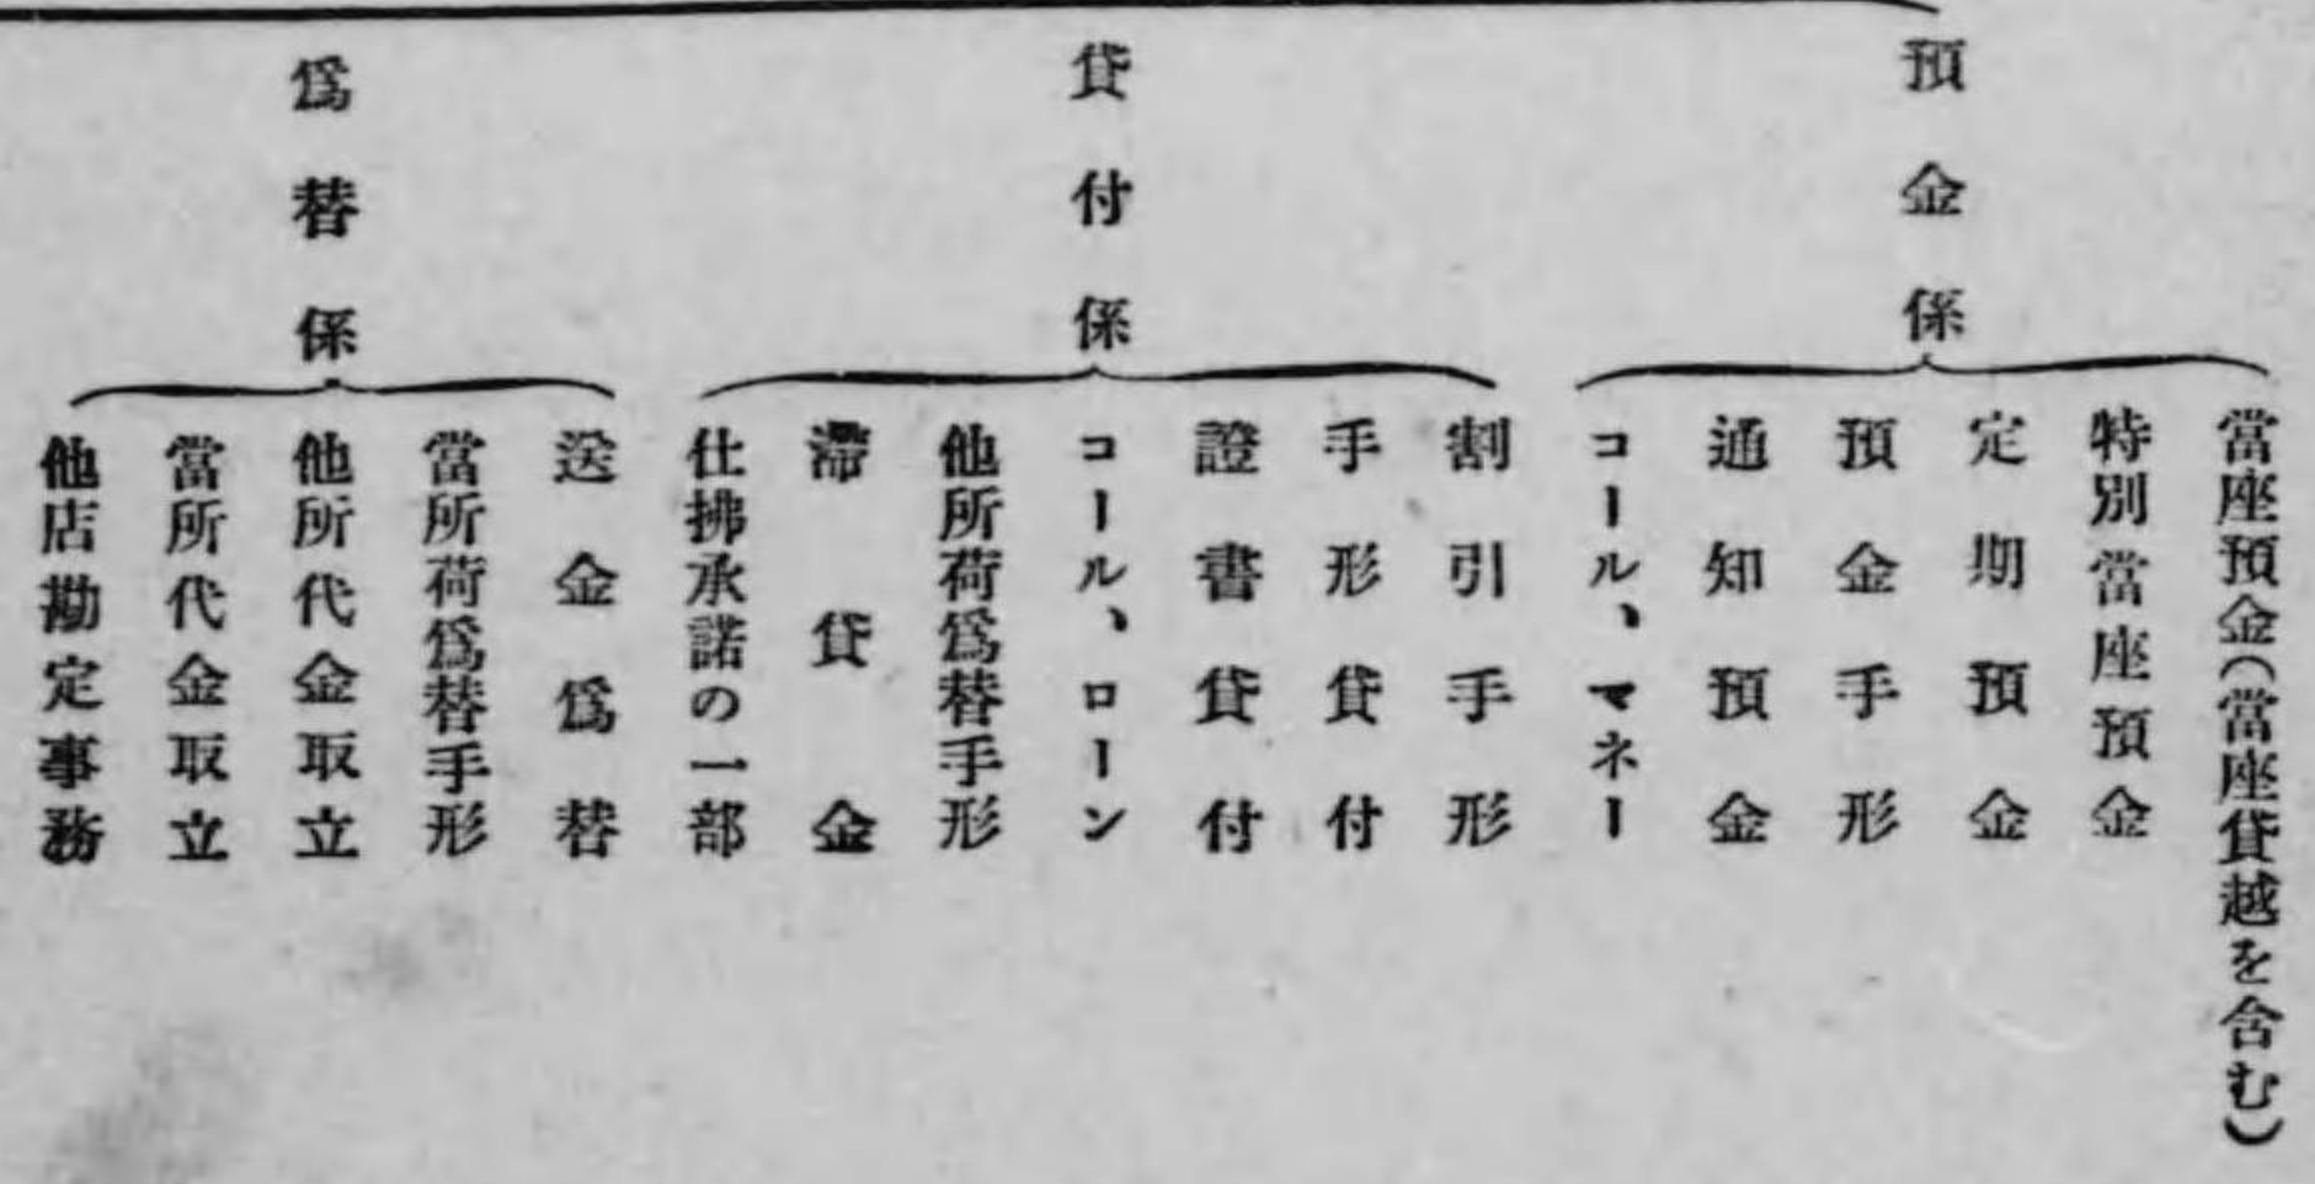 預金係
當座預金(當座貸越を含む)
特別當座預金
定期預金
預金手形
通知預金
コール、マネー
貸付係
割引手形
手形貸付
證書貸付
コール、ローン
他所荷爲替手形
滯貸金
仕拂承諾の一部
爲替係
送金爲替
當所荷爲替手形
他所代金取立
當所代金取立
他店勘定事務